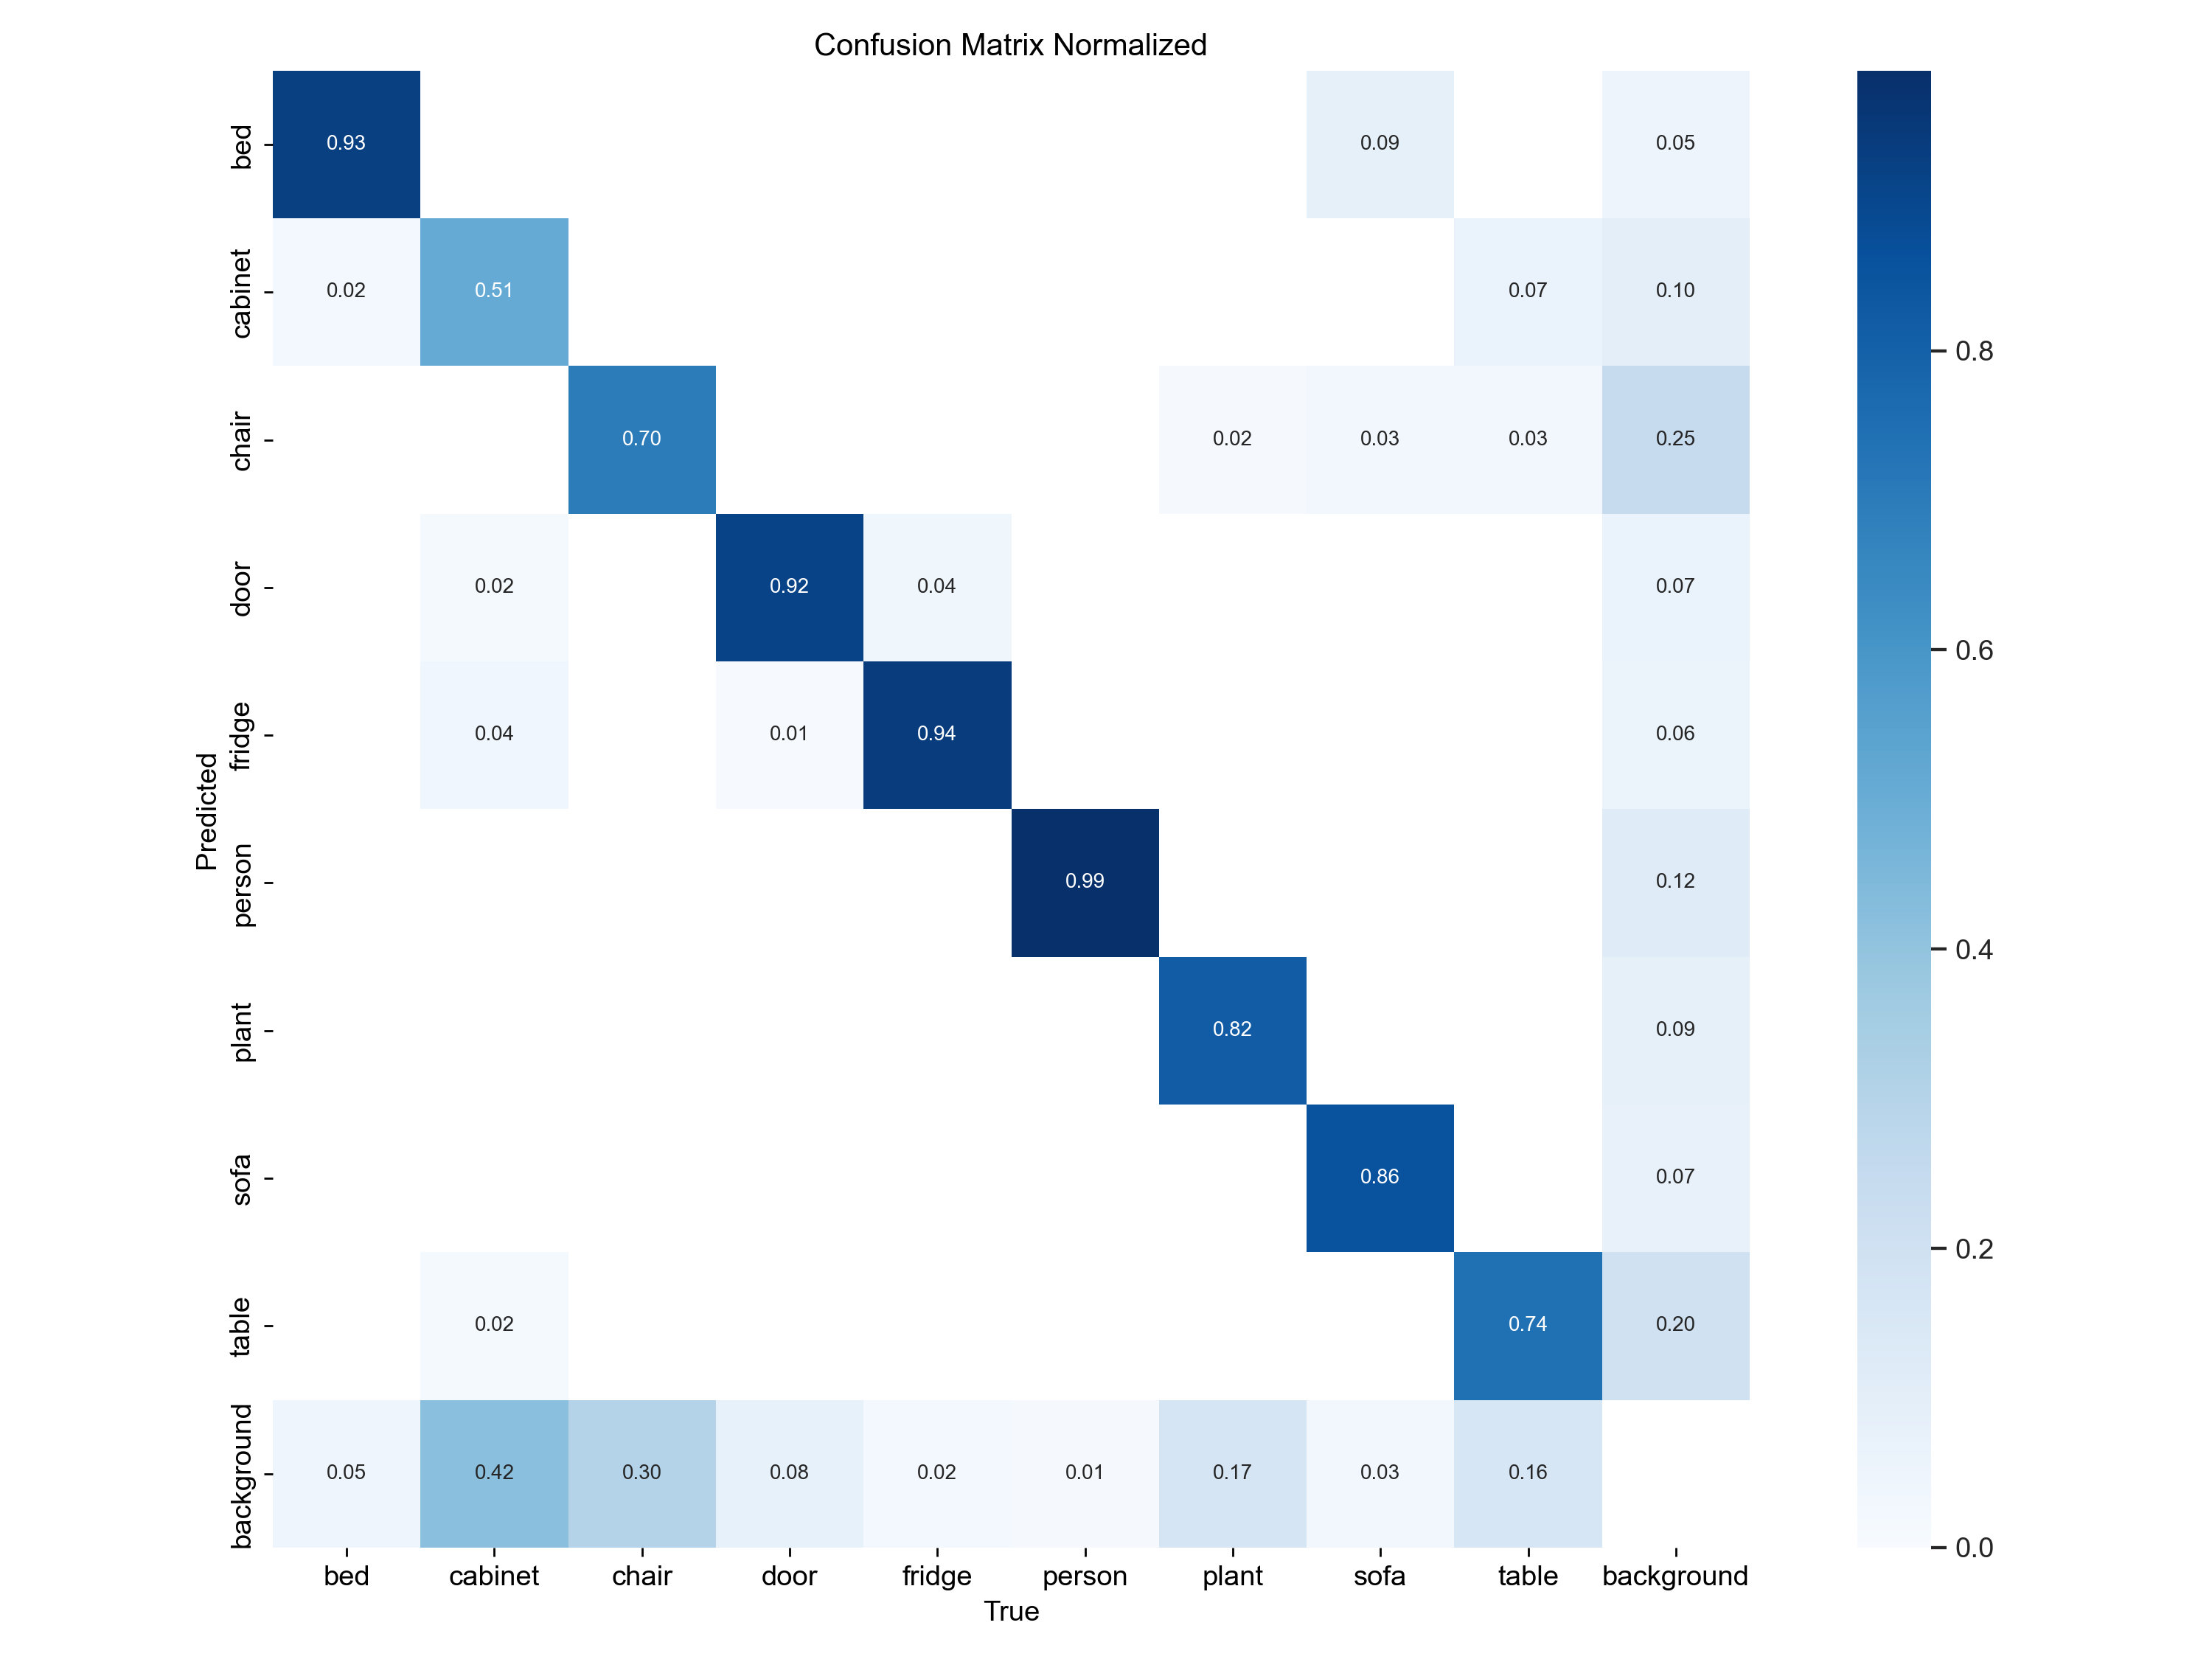 Confusion Matrix Normalized
bed
0.93
0.09
0.05
cabinet
0.02
0.51
0.07
0.10
chair
0.70
0.02
0.03
0.03
0.25
door
0.02
0.92
0.04
0.07
fridge
0.04
0.01
0.94
0.06
person
0.99
0.12
plant
0.82
0.09
sofa
0.86
0.07
table
0.02
0.74
0.20
background
0.05
0.42
0.30
0.08
0.02
0.01
0.17
0.03
0.16
Predicted
bed
cabinet
chair
door
fridge
person
plant
sofa
table
background
True
0.8
0.6
0.4
0.2
0.0